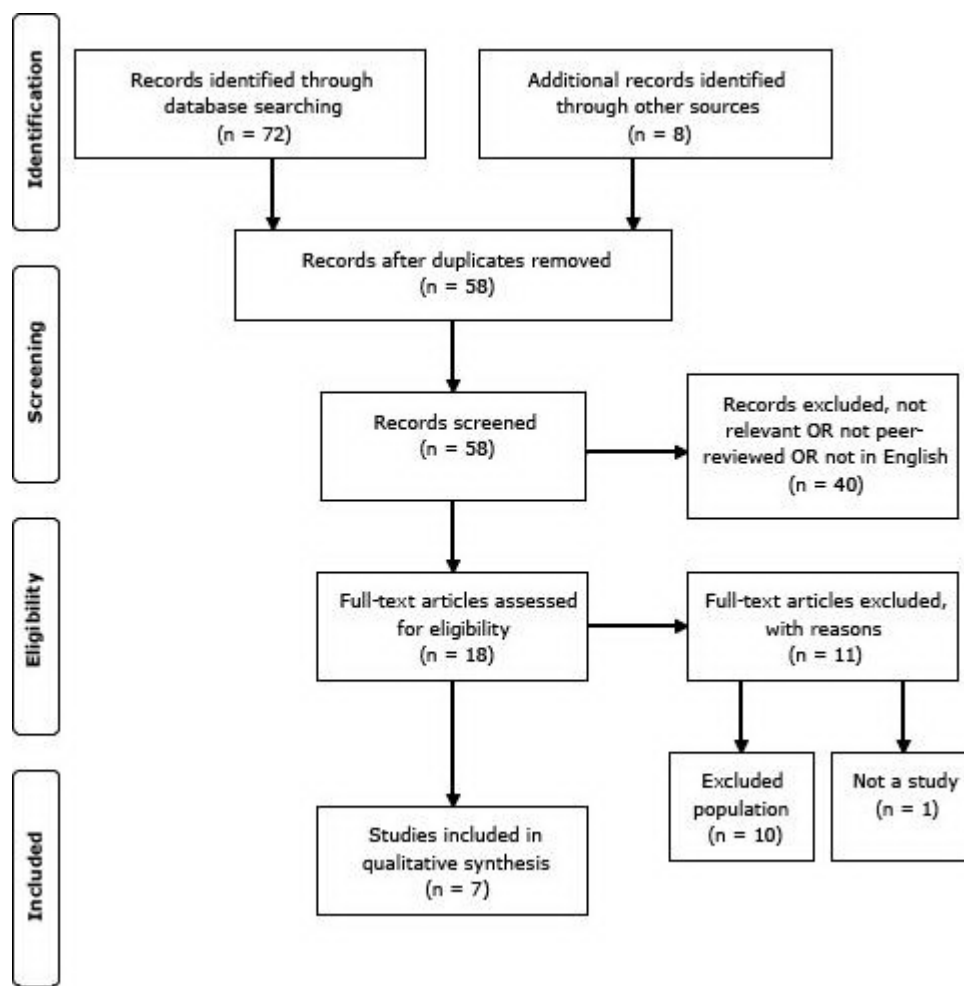 Identification
Records identified through
database searching
(n = 72)
Additional records identified
through other sources
(n = 8)
Records after duplicates removed
(n = 58)
Screening
Records screened
(n = 58)
Records excluded, not
relevant OR not peer-
reviewed OR not in English
(n = 40)
Eligibility
Full-text articles assessed
for eligibility
(n = 18)
Full-text articles excluded,
with reasons
(n = 11)
Excluded
population
(n = 10)
Not a study
(n = 1)
Included
Studies included in
qualitative synthesis
(n = 7)